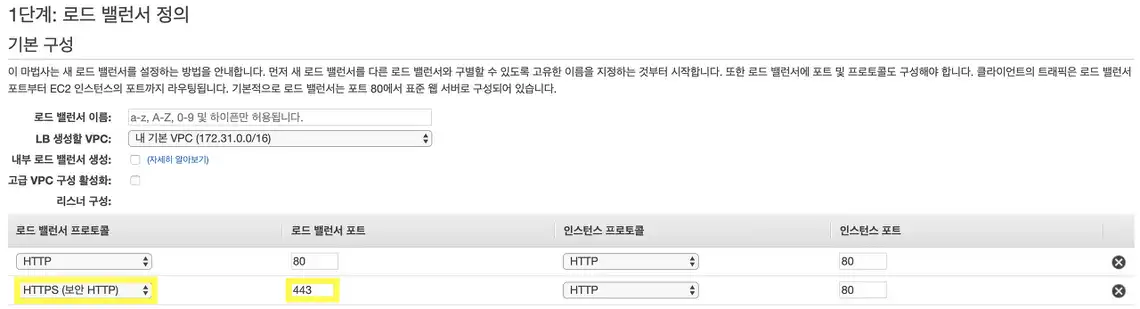 1단계: 로드 밸런서 정의
기본 구성
이 마법사는 새 로드 밸런서를 설정하는 방법을 안내합니다. 먼저 새 로드 밸런서를 다른 로드 밸런서와 구별할 수 있도록 고유한 이름을 지정하는 것부터 시작합니다. 또한 로드 밸런서에 포트 및 프로토콜도 구성해야 합니다. 클라이언트의 트래픽은 로드 밸런서
포트부터 EC2 인스턴스의 포트까지 라우팅됩니다. 기본적으로 로드 밸런서는 포트 80에서 표준 웹 서버로 구성되어 있습니다.
로드 밸런서 이름: a-z, A-Z, 0-9 및 하이픈만 허용됩니다.
LB 생성할 VPC: 내 기본 VPC (172.31.0.0/16)
내부 로드 밸런서 생성: (자세히 알아보기)
고급 VPC 구성 활성화:
리스너 구성:
로드 밸런서 프로토콜 로드 밸런서 포트 인스턴스 프로토콜 인스턴스 포트
HTTP 80 HTTP 80
HTTPS (보안 HTTP) 443 HTTP 80